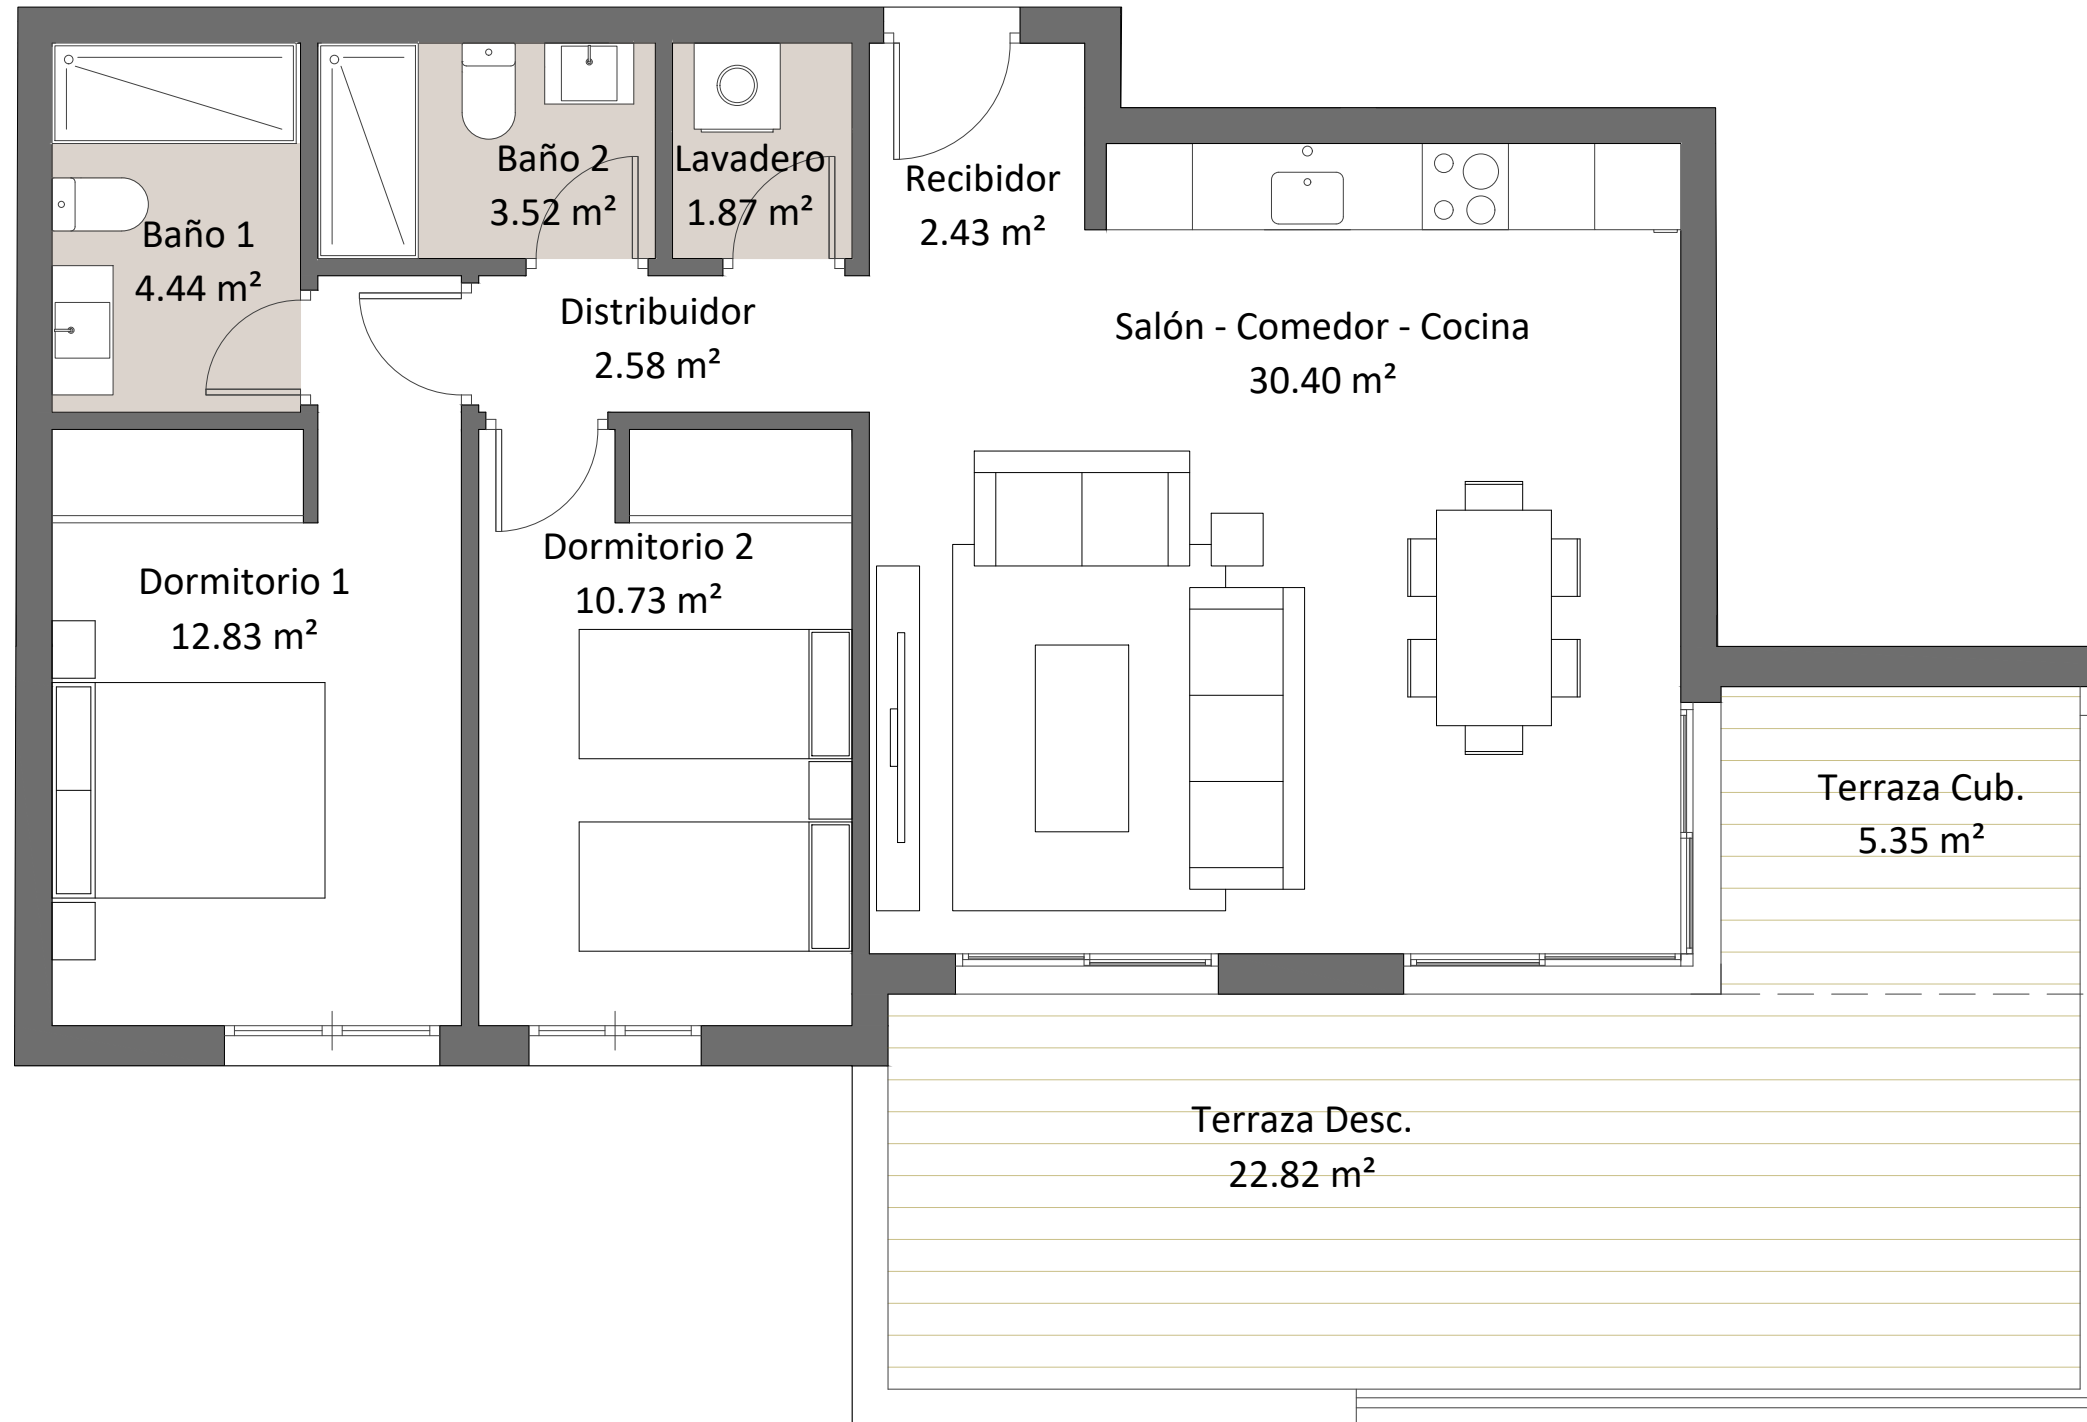 Baño 1
4.44 m²
Baño 2
3.52 m²
Lavadero
1.87 m²
Recibidor
2.43 m²
Distribuidor
2.58 m²
Salón - Comedor - Cocina
30.40 m²
Dormitorio 1
12.83 m²
Dormitorio 2
10.73 m²
Terraza Cub.
5.35 m²
Terraza Desc.
22.82 m²